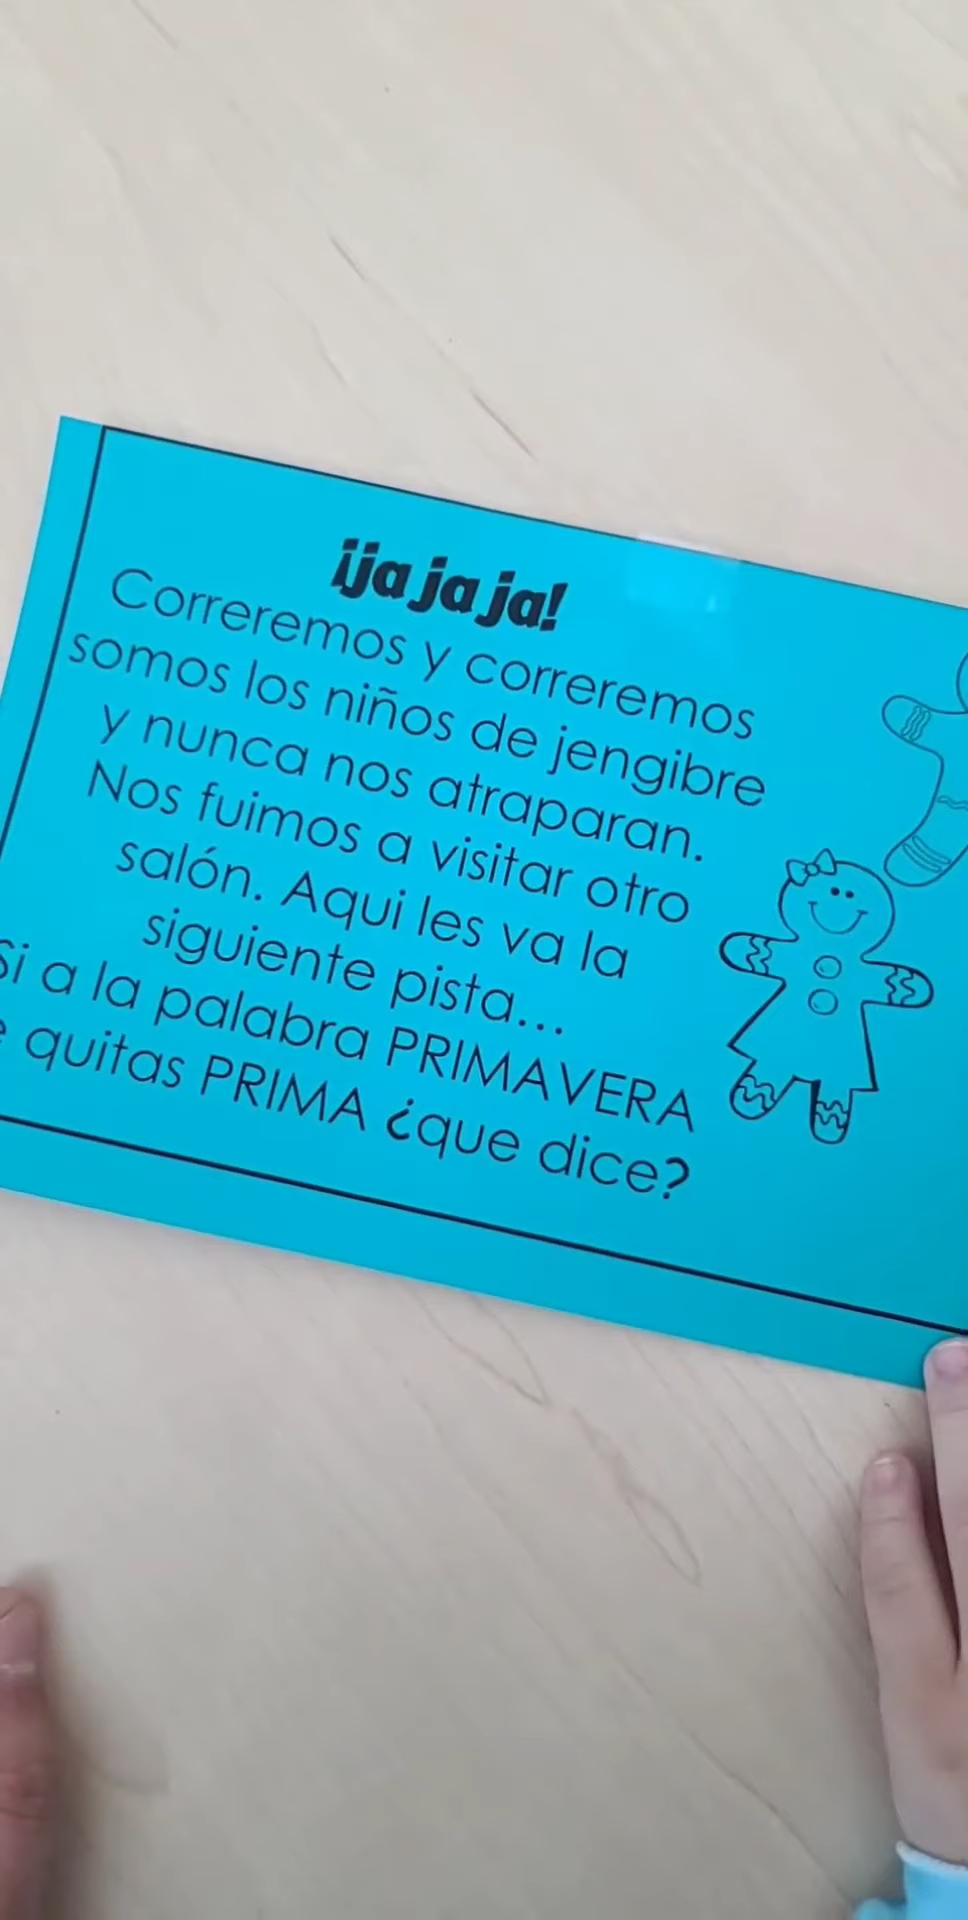 ¡ja ja ja!
Correremos y correremos
somos los niños de jengibre
y nunca nos atraparan.
Nos fuimos a visitar otro
salón. Aqui les va la
siguiente pista...
Si a la palabra PRIMAVERA
quitas PRIMA ¿que dice?